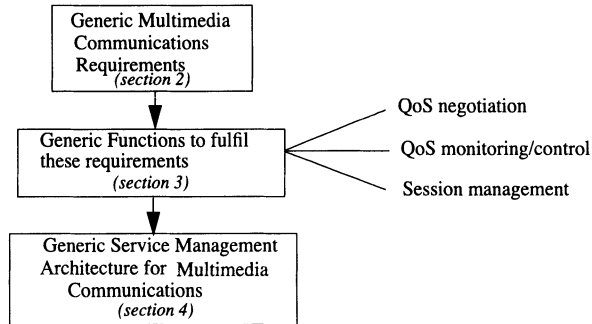 Generic Multimedia
Communications
Requirements
(section 2)
Generic Functions to fulfil
these requirements
(section 3)
QoS negotiation
QoS monitoring/control
Session management
Generic Service Management
Architecture for Multimedia
Communications
(section 4)